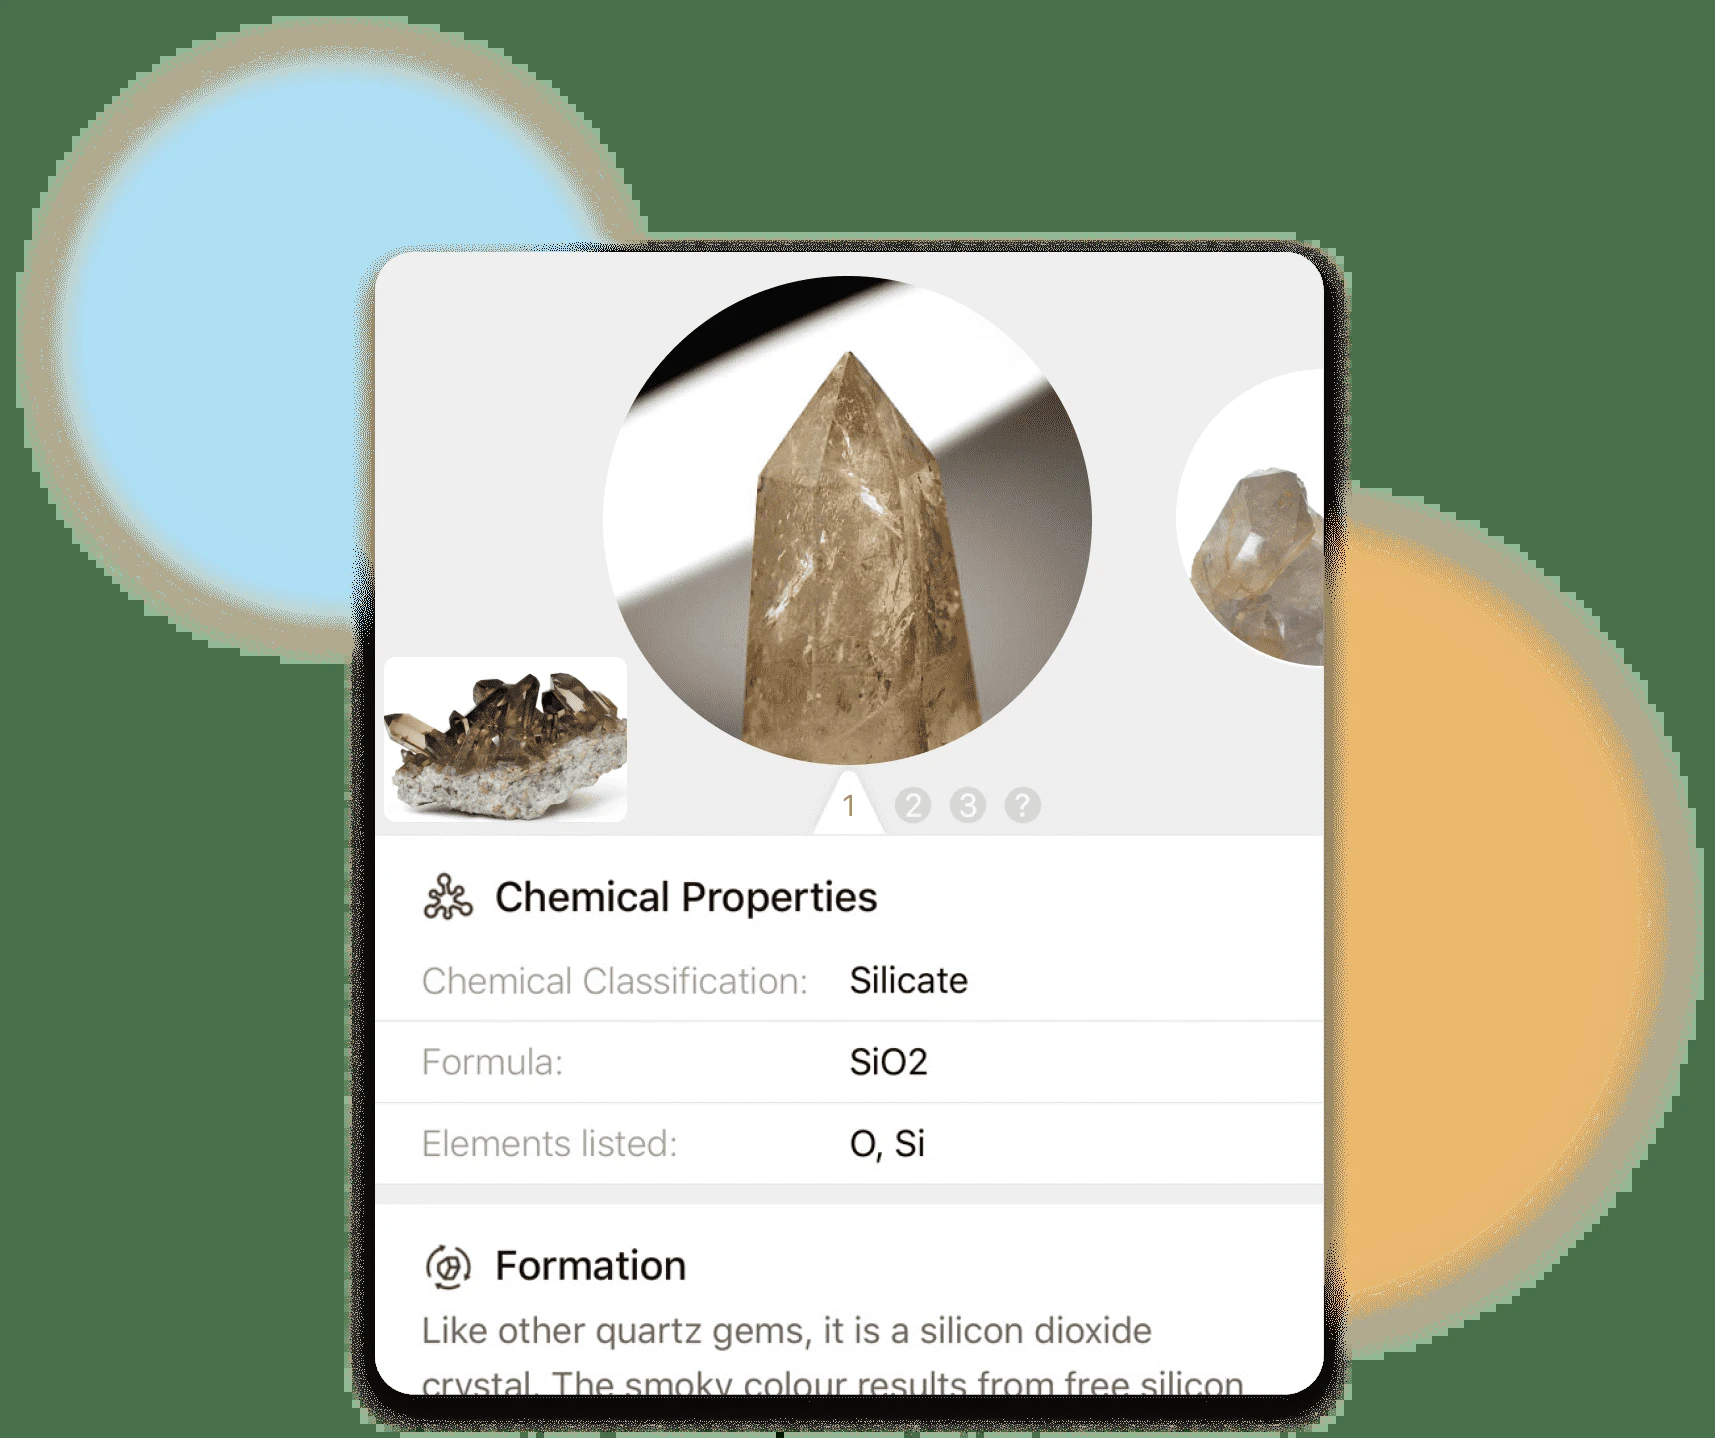 1 2 3 ?
Chemical Properties
Chemical Classification: Silicate
Formula: SiO2
Elements listed: O, Si
Formation
Like other quartz gems, it is a silicon dioxide
crystal. The smoky colour results from free silicon